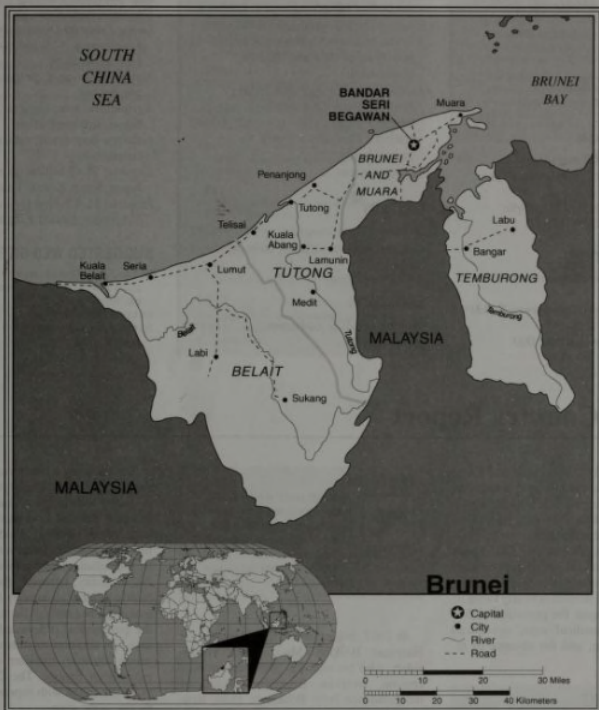 SOUTH
CHINA
SEA
BRUNEI
BAY
BANDAR
SERI
BEGAWAN
Muara
BRUNEI
AND
MUARA
Penanjong
Tutong
Telisai
Kuala
Abang
Lamunin
TUTONG
Labu
Bangar
TEMBURONG
Temburong
Kuala
Belait
Seria
Lumut
Medit
Tutong
MALAYSIA
Belait
Labi
BELAIT
Sukang
MALAYSIA
Brunei
Capital
City
River
Road
0 10 20 30 Miles
0 10 20 30 40 Kilometers